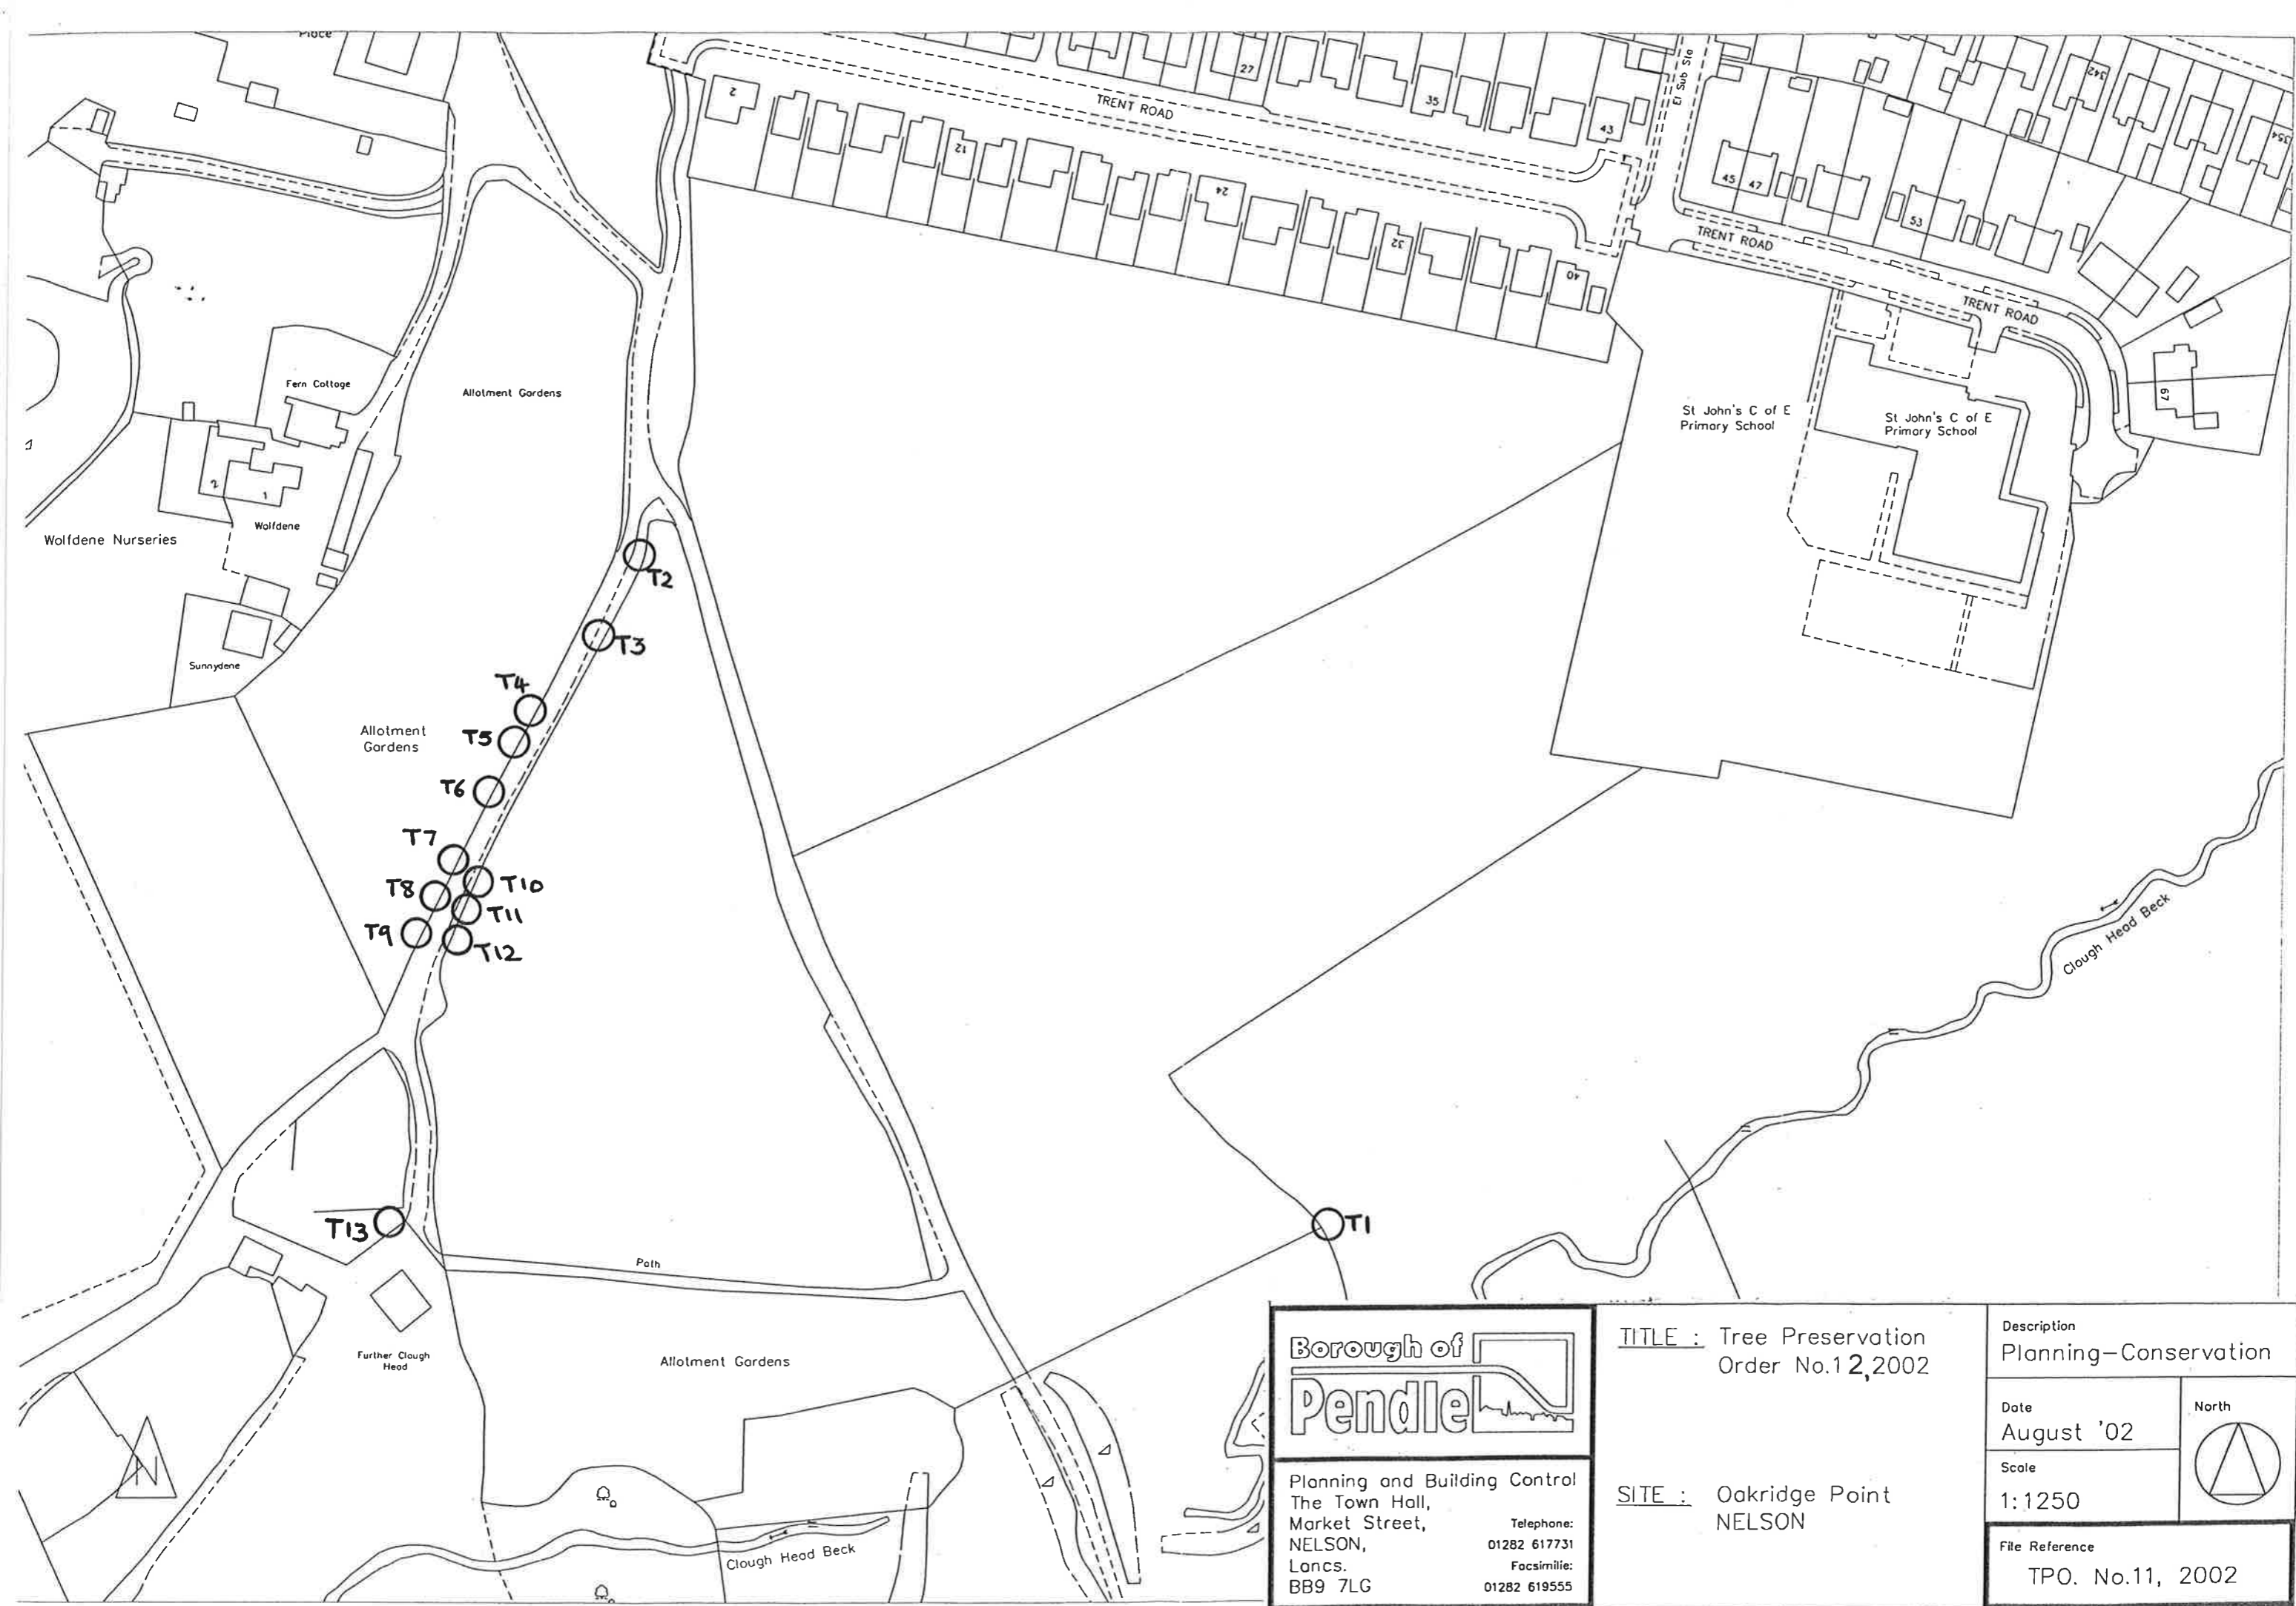 Place
2
27
TRENT ROAD
35
43
El Sub Sta
342
354
12
24
32
40
45 47
53
TRENT ROAD
TRENT ROAD
67
Fern Cottage
Allotment Gardens
St John's C of E
Primary School
St John's C of E
Primary School
2
1
Wolfdene
Wolfdene Nurseries
Sunnydene
T2
T3
T4
Allotment
Gardens
T5
T6
T7
T8
T10
T11
T9
T12
Clough Head Beck
T13
T1
Path
Further Clough
Head
Allotment Gardens
N
Clough Head Beck
Borough of
Pendle
Planning and Building Control
The Town Hall,
Market Street,
NELSON,
Lancs.
BB9 7LG
Telephone:
01282 617731
Facsimilie:
01282 619555
TITLE : Tree Preservation
Order No.12,2002
SITE : Oakridge Point
NELSON
Description
Planning-Conservation
Date
August '02
North
Scale
1:1250
File Reference
TPO. No.11, 2002